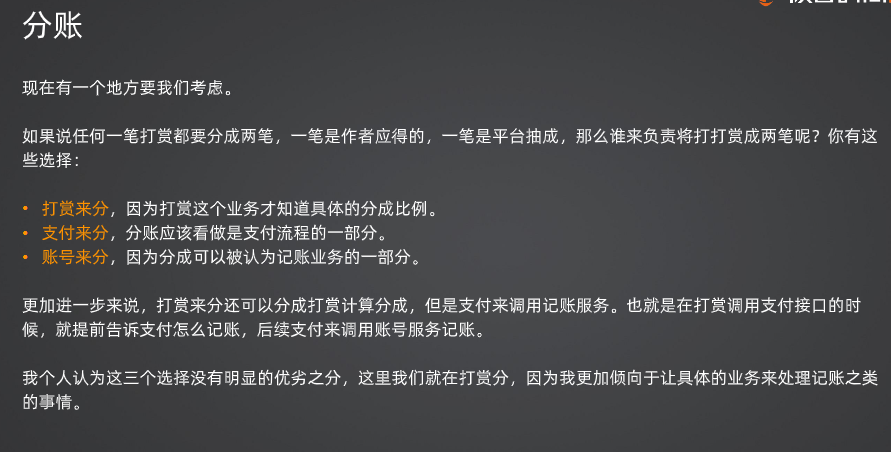 分账
现在有一个地方要我们考虑。
如果说任何一笔打赏都要分成两笔，一笔是作者应得的，一笔是平台抽成，那么谁来负责将打打赏成两笔呢？你有这
些选择：
• 打赏来分，因为打赏这个业务才知道具体的分成比例。
• 支付来分，分账应该看做是支付流程的一部分。
• 账号来分，因为分成可以被认为记账业务的一部分。
更加进一步来说，打赏来分还可以分成打赏计算分成，但是支付来调用记账服务。也就是在打赏调用支付接口的时
候，就提前告诉支付怎么记账，后续支付来调用账号服务记账。
我个人认为这三个选择没有明显的优劣之分，这里我们就在打赏分，因为我更加倾向于让具体的业务来处理记账之类
的事情。